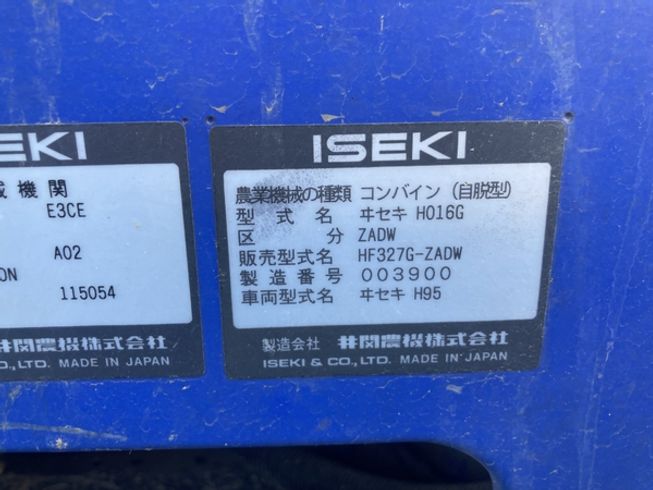 SEKI
械機関
E3CE
A02
ON
115054
井関農機株式会社
O., LTD. MADE IN JAPAN
ISEKI
農業機械の種類 コンバイン (自脱型)
型式名 ヰセキ HO16G
区分 ZADW
販売型式名 HF327G-ZADW
製造番号 003900
車両型式名 ヰセキ H95
製造会社 井関農機株式会社
ISEKI & CO., LTD. MADE IN JAPAN